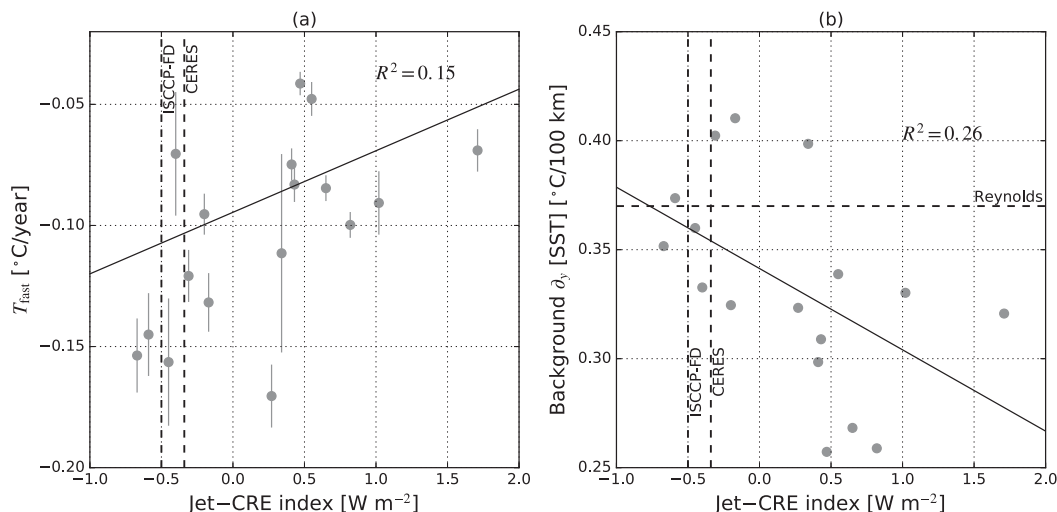 (a)
R² = 0.15
ISCCP-FD
CERES
T_fast [°C/year]
−0.05
−0.10
−0.15
−0.20
−1.0 −0.5 0.0 0.5 1.0 1.5 2.0
Jet−CRE index [W m⁻²]
(b)
R² = 0.26
Reynolds
ISCCP-FD
CERES
Background ∂_y [SST] [°C/100 km]
0.45
0.40
0.35
0.30
0.25
−1.0 −0.5 0.0 0.5 1.0 1.5 2.0
Jet−CRE index [W m⁻²]